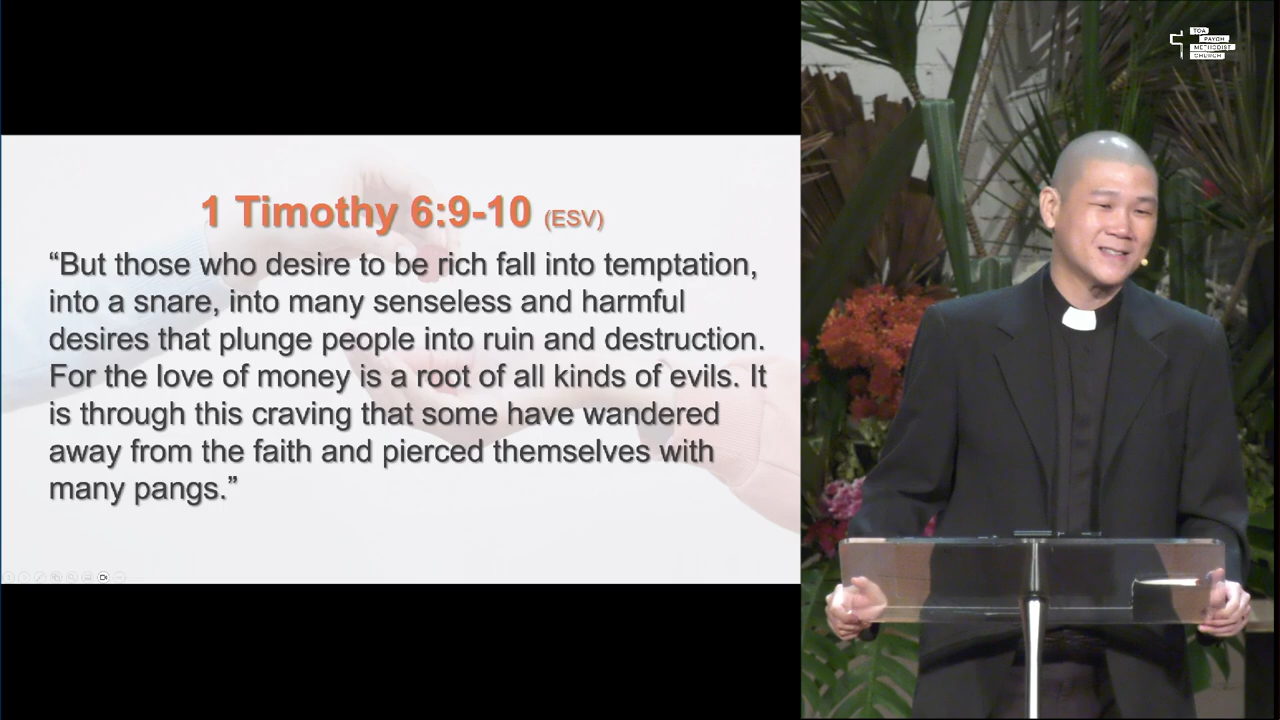 1 Timothy 6:9-10 (ESV)
“But those who desire to be rich fall into temptation,
into a snare, into many senseless and harmful
desires that plunge people into ruin and destruction.
For the love of money is a root of all kinds of evils. It
is through this craving that some have wandered
away from the faith and pierced themselves with
many pangs.”
TOA
PAYOH
METHODIST
CHURCH